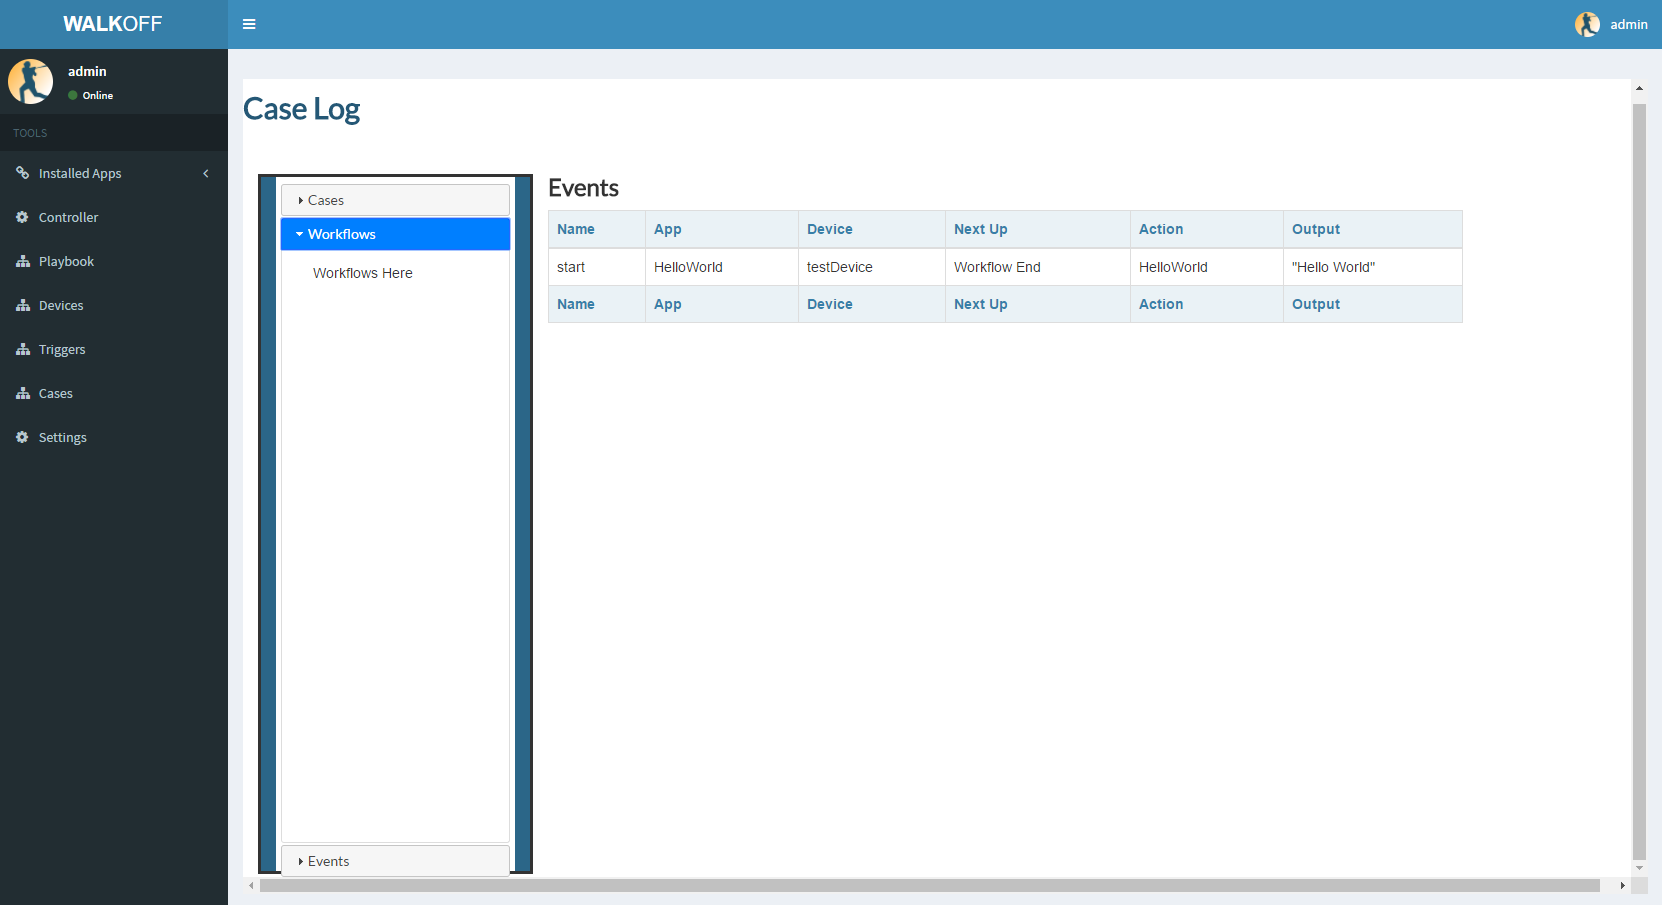 WALKOFF
admin
admin
Online
TOOLS
Installed Apps
Controller
Playbook
Devices
Triggers
Cases
Settings
Case Log
Cases
Workflows
Workflows Here
Events
Events
Name App Device Next Up Action Output
start HelloWorld testDevice Workflow End HelloWorld "Hello World"
Name App Device Next Up Action Output